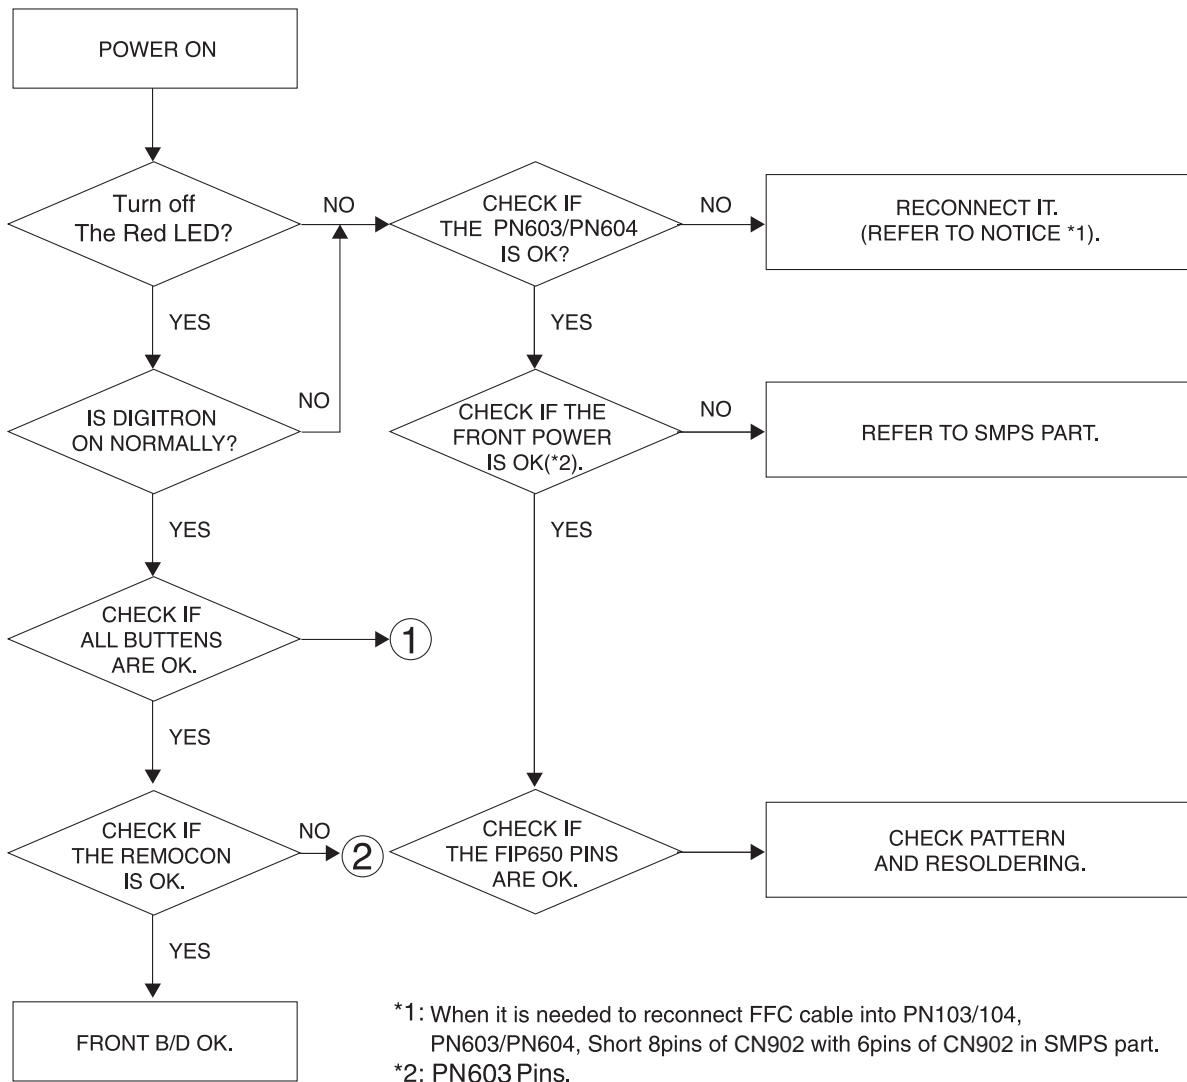 POWER ON
Turn off
The Red LED?
NO
CHECK IF
THE PN603/PN604
IS OK?
NO
RECONNECT IT.
(REFER TO NOTICE *1).
YES
YES
IS DIGITRON
ON NORMALLY?
NO
CHECK IF THE
FRONT POWER
IS OK(*2).
NO
REFER TO SMPS PART.
YES
YES
CHECK IF
ALL BUTTENS
ARE OK.
1
YES
CHECK IF
THE REMOCON
IS OK.
NO
2
CHECK IF
THE FIP650 PINS
ARE OK.
CHECK PATTERN
AND RESOLDERING.
YES
FRONT B/D OK.
*1: When it is needed to reconnect FFC cable into PN103/104,
PN603/PN604, Short 8pins of CN902 with 6pins of CN902 in SMPS part.
*2: PN603 Pins.